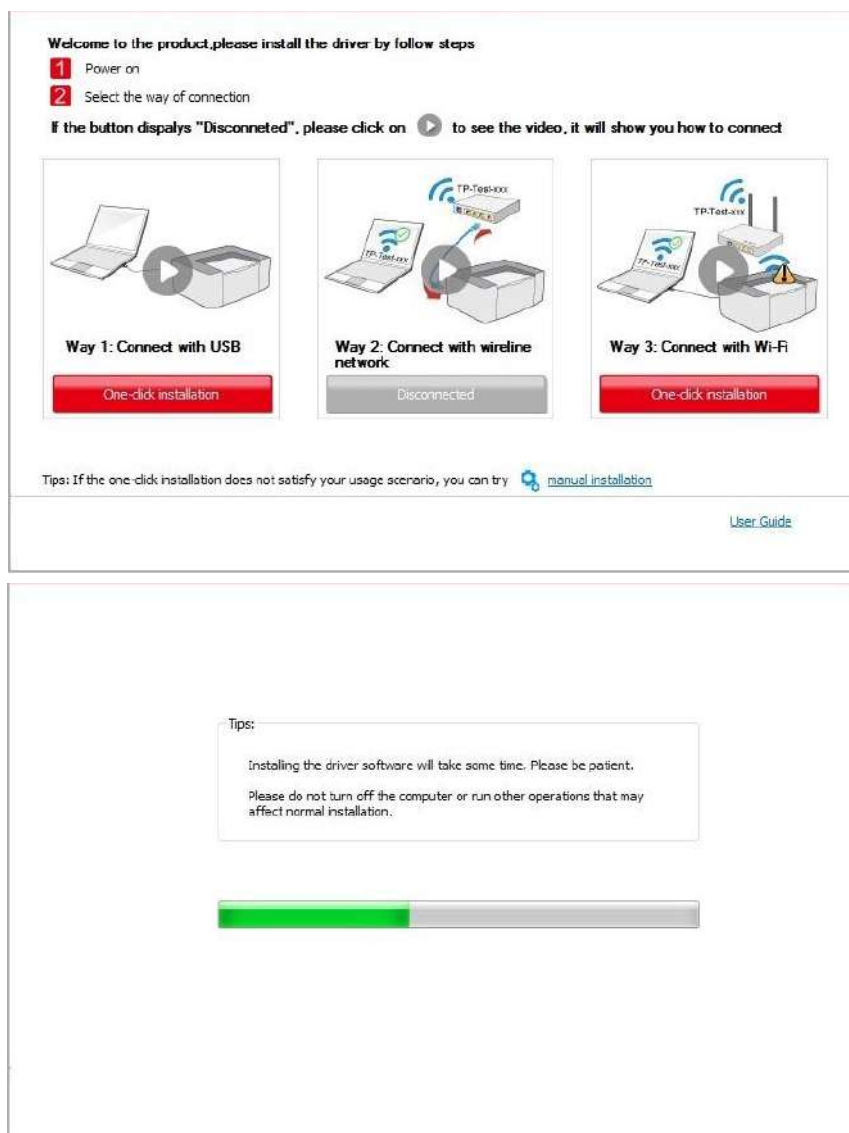 Welcome to the product,please install the driver by follow steps
1 Power on
2 Select the way of connection
If the button dispalys "Disconneted", please click on to see the video, it will show you how to connect
TP-Test-xxx
TP-Test-xxx
TP-Test-xxx
TP-Test-xxx
Way 1: Connect with USB
Way 2: Connect with wireline
network
Way 3: Connect with Wi-Fi
One-click installation
Disconnected
One-click installation
Tips: If the one-click installation does not satisfy your usage scenario, you can try manual installation
User Guide
Tips:
Installing the driver software will take some time. Please be patient.
Please do not turn off the computer or run other operations that may
affect normal installation.